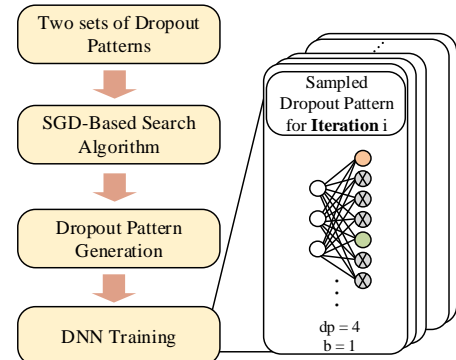 Two sets of Dropout
Patterns
SGD-Based Search
Algorithm
Dropout Pattern
Generation
DNN Training
Sampled
Dropout Pattern
for Iteration i
dp = 4
b = 1